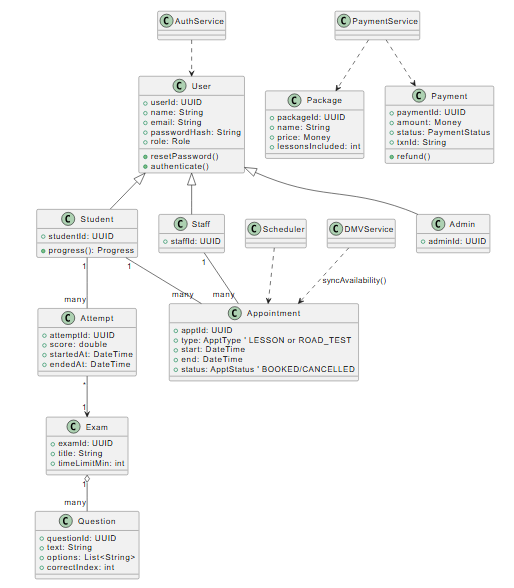 C AuthService
C PaymentService
C User
userId: UUID
name: String
email: String
passwordHash: String
role: Role
resetPassword()
authenticate()
C Package
packageId: UUID
name: String
price: Money
lessonsIncluded: int
C Payment
paymentId: UUID
amount: Money
status: PaymentStatus
txnId: String
refund()
C Student
studentId: UUID
progress(): Progress
C Staff
staffId: UUID
C Scheduler
C DMVService
C Admin
adminId: UUID
1
1
1
syncAvailability()
many
many
many
C Attempt
attemptId: UUID
score: double
startedAt: DateTime
endedAt: DateTime
C Appointment
apptId: UUID
type: ApptType ' LESSON or ROAD_TEST
start: DateTime
end: DateTime
status: ApptStatus ' BOOKED/CANCELLED
*
1
C Exam
examId: UUID
title: String
timeLimitMin: int
1
many
C Question
questionId: UUID
text: String
options: List<String>
correctIndex: int